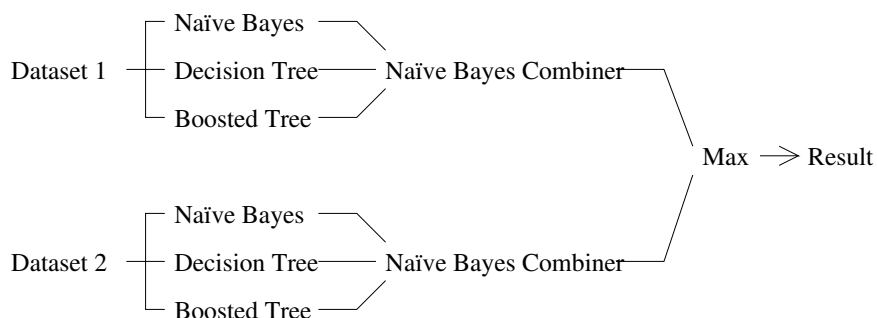 Naïve Bayes
Dataset 1 Decision Tree Naïve Bayes Combiner
Boosted Tree
Max Result
Naïve Bayes
Dataset 2 Decision Tree Naïve Bayes Combiner
Boosted Tree